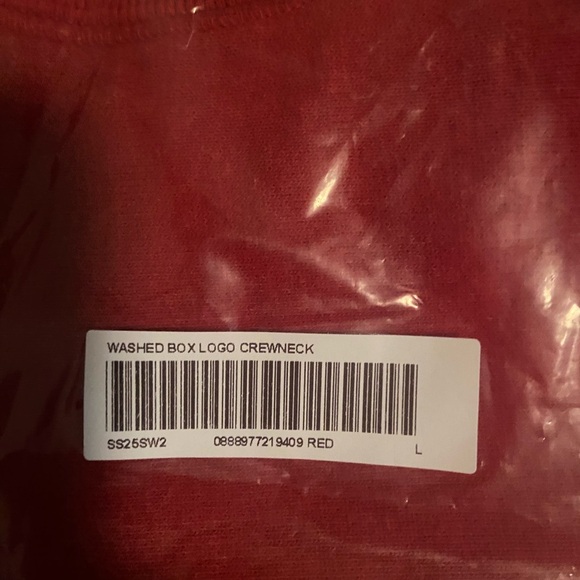 WASHED BOX LOGO CREWNECK
SS25SW2 0888977219409 RED L